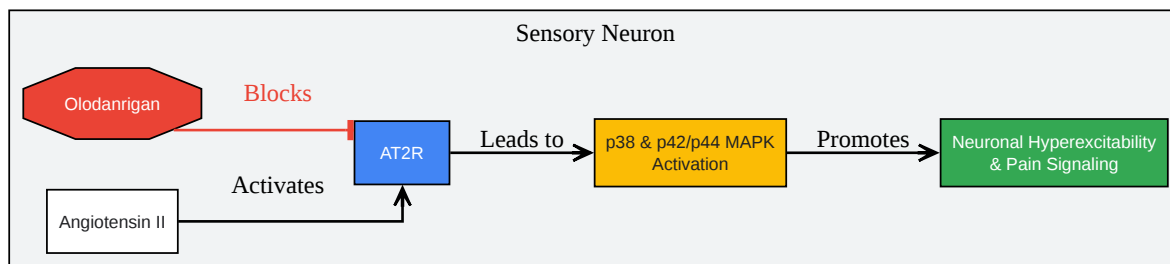 Sensory Neuron
Olodanrigan
Blocks
AT2R
Leads to
p38 & p42/p44 MAPK
Activation
Promotes
Neuronal Hyperexcitability
& Pain Signaling
Activates
Angiotensin II